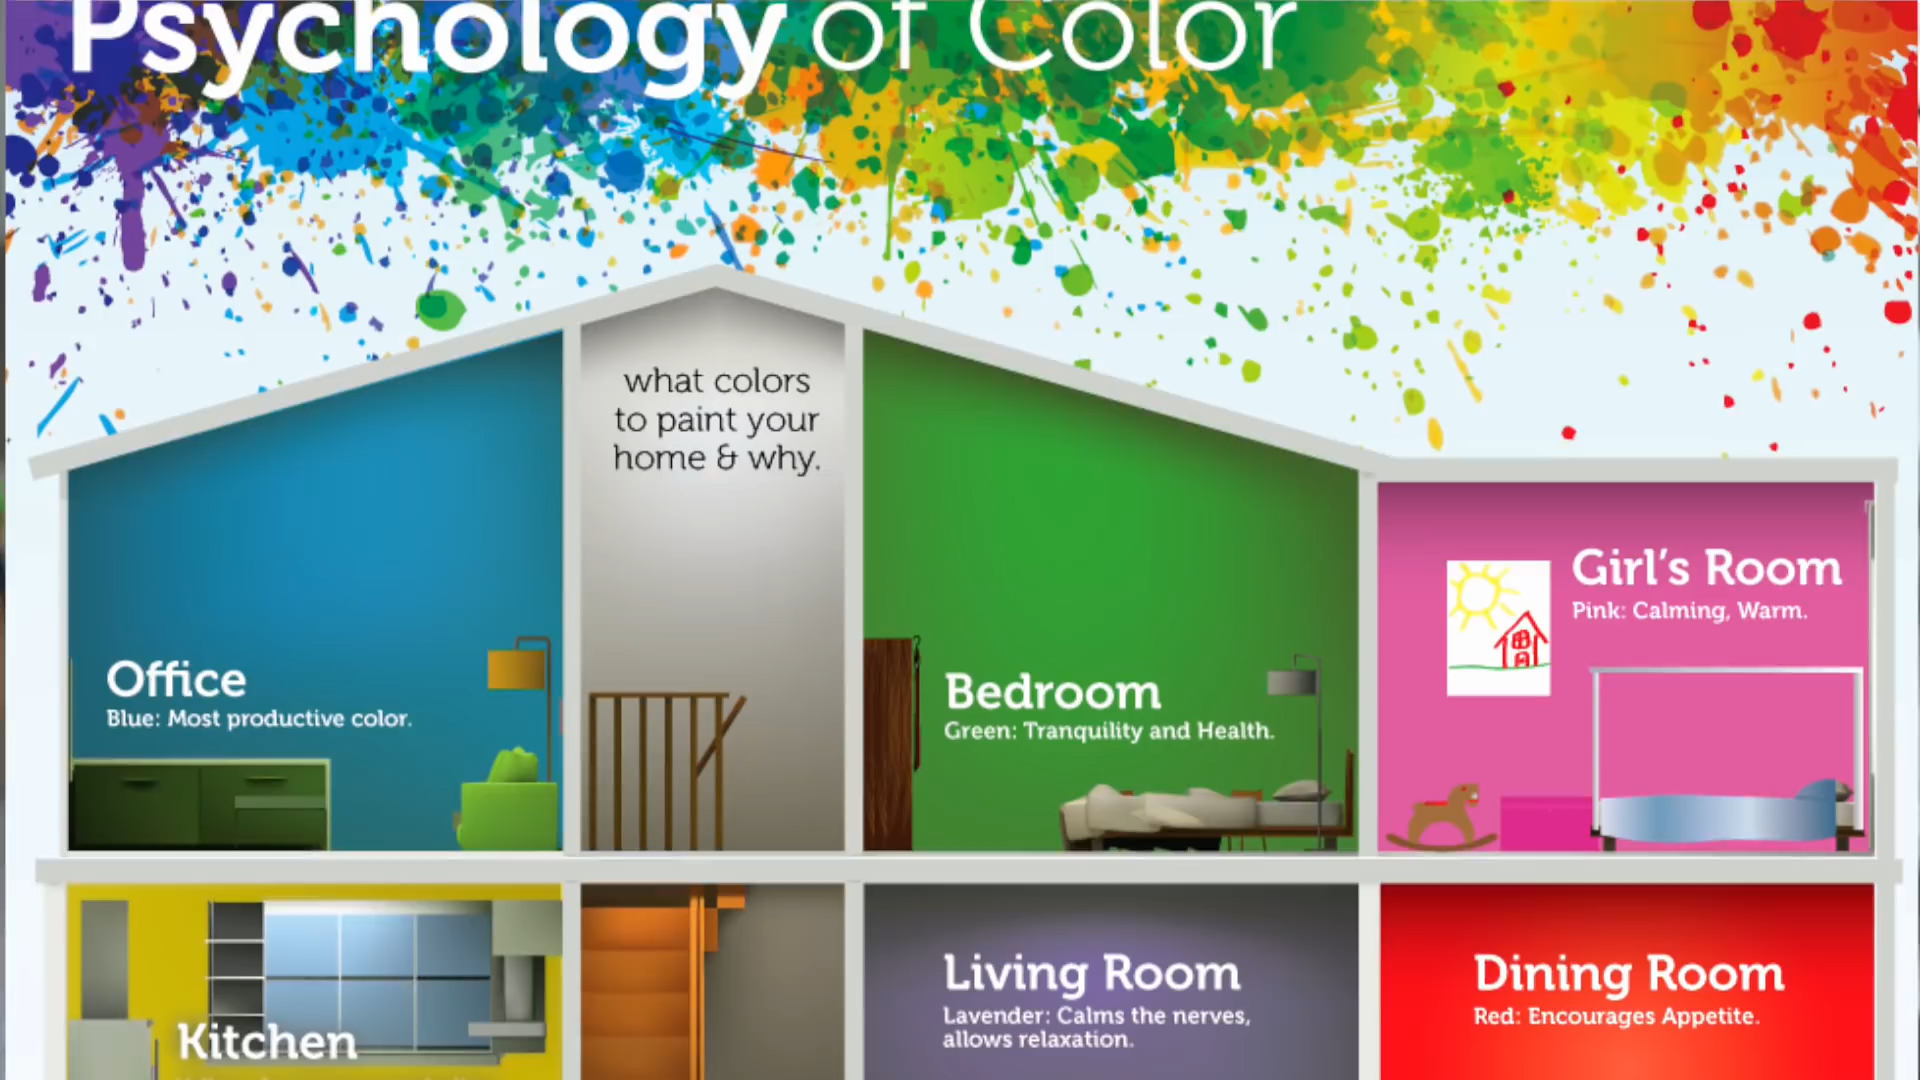 Psychology of Color
what colors
to paint your
home & why.
Girl's Room
Pink: Calming, Warm.
Office
Blue: Most productive color.
Bedroom
Green: Tranquility and Health.
Living Room
Lavender: Calms the nerves,
allows relaxation.
Dining Room
Red: Encourages Appetite.
Kitchen